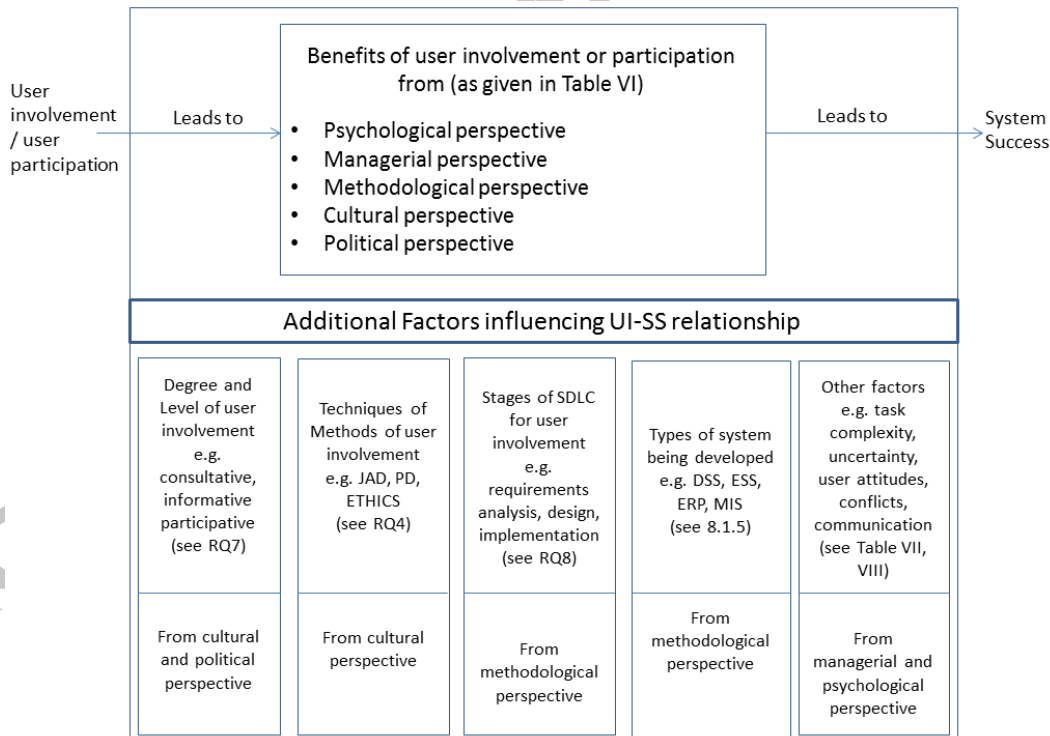 User
involvement
/ user
participation
Leads to
Benefits of user involvement or participation
from (as given in Table VI)
• Psychological perspective
• Managerial perspective
• Methodological perspective
• Cultural perspective
• Political perspective
Leads to
System
Success
Additional Factors influencing UI-SS relationship
Degree and
Level of user
involvement
e.g.
consultative,
informative
participative
(see RQ7)
From cultural
and political
perspective
Techniques of
Methods of user
involvement
e.g. JAD, PD,
ETHICS
(see RQ4)
From cultural
perspective
Stages of SDLC
for user
involvement
e.g.
requirements
analysis, design,
implementation
(see RQ8)
From
methodological
perspective
Types of system
being developed
e.g. DSS, ESS,
ERP, MIS
(see 8.1.5)
From
methodological
perspective
Other factors
e.g. task
complexity,
uncertainty,
user attitudes,
conflicts,
communication
(see Table VII,
VIII)
From
managerial and
psychological
perspective